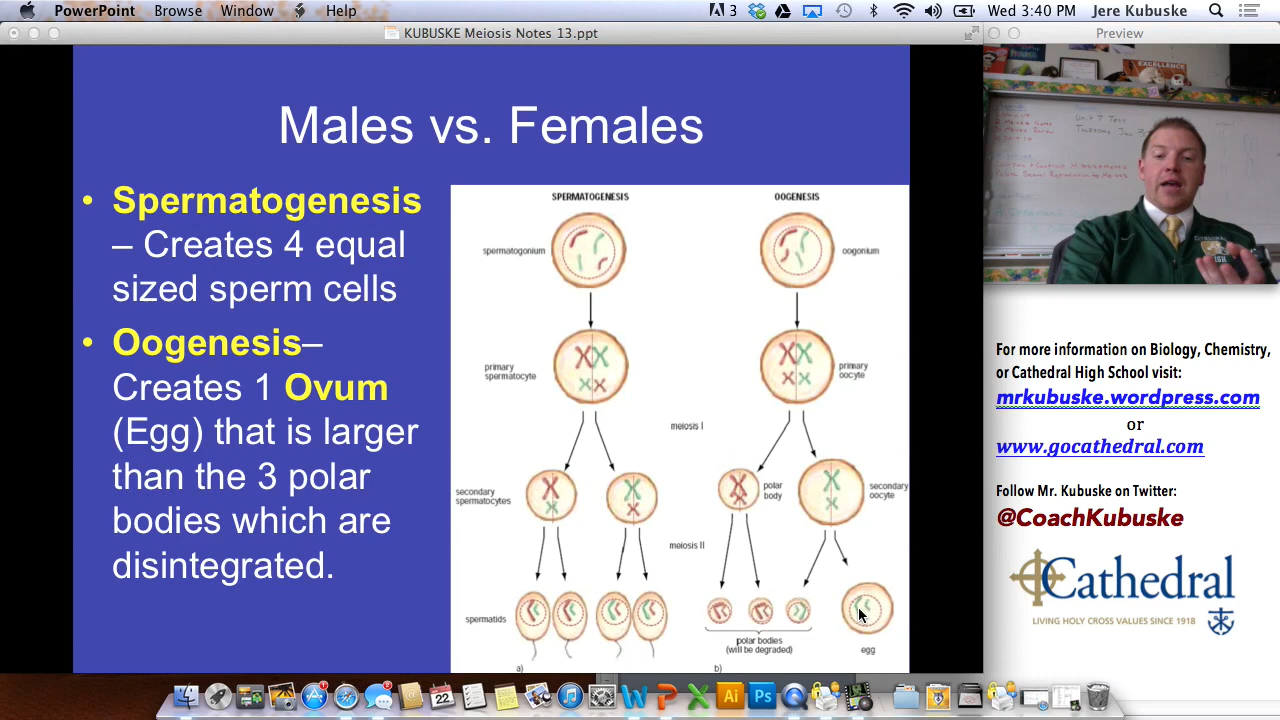 PowerPoint Browse Window Help
3
Wed 3:40 PM Jere Kubuske
KUBUSKE Meiosis Notes 13.ppt
Preview
Males vs. Females
• Spermatogenesis
– Creates 4 equal
sized sperm cells
• Oogenesis–
Creates 1 Ovum
(Egg) that is larger
than the 3 polar
bodies which are
disintegrated.
SPERMATOGENESIS
OOGENESIS
spermatogonium
oogonium
primary
spermatocyte
primary
oocyte
meiosis I
secondary
spermatocytes
polar
body
secondary
oocyte
meiosis II
spermatids
polar bodies
(will be degraded)
egg
a)
b)
EXCELLENCE
For more information on Biology, Chemistry,
or Cathedral High School visit:
mrkubuske.wordpress.com
or
www.gocathedral.com
Follow Mr. Kubuske on Twitter:
@CoachKubuske
Cathedral
LIVING HOLY CROSS VALUES SINCE 1918
22